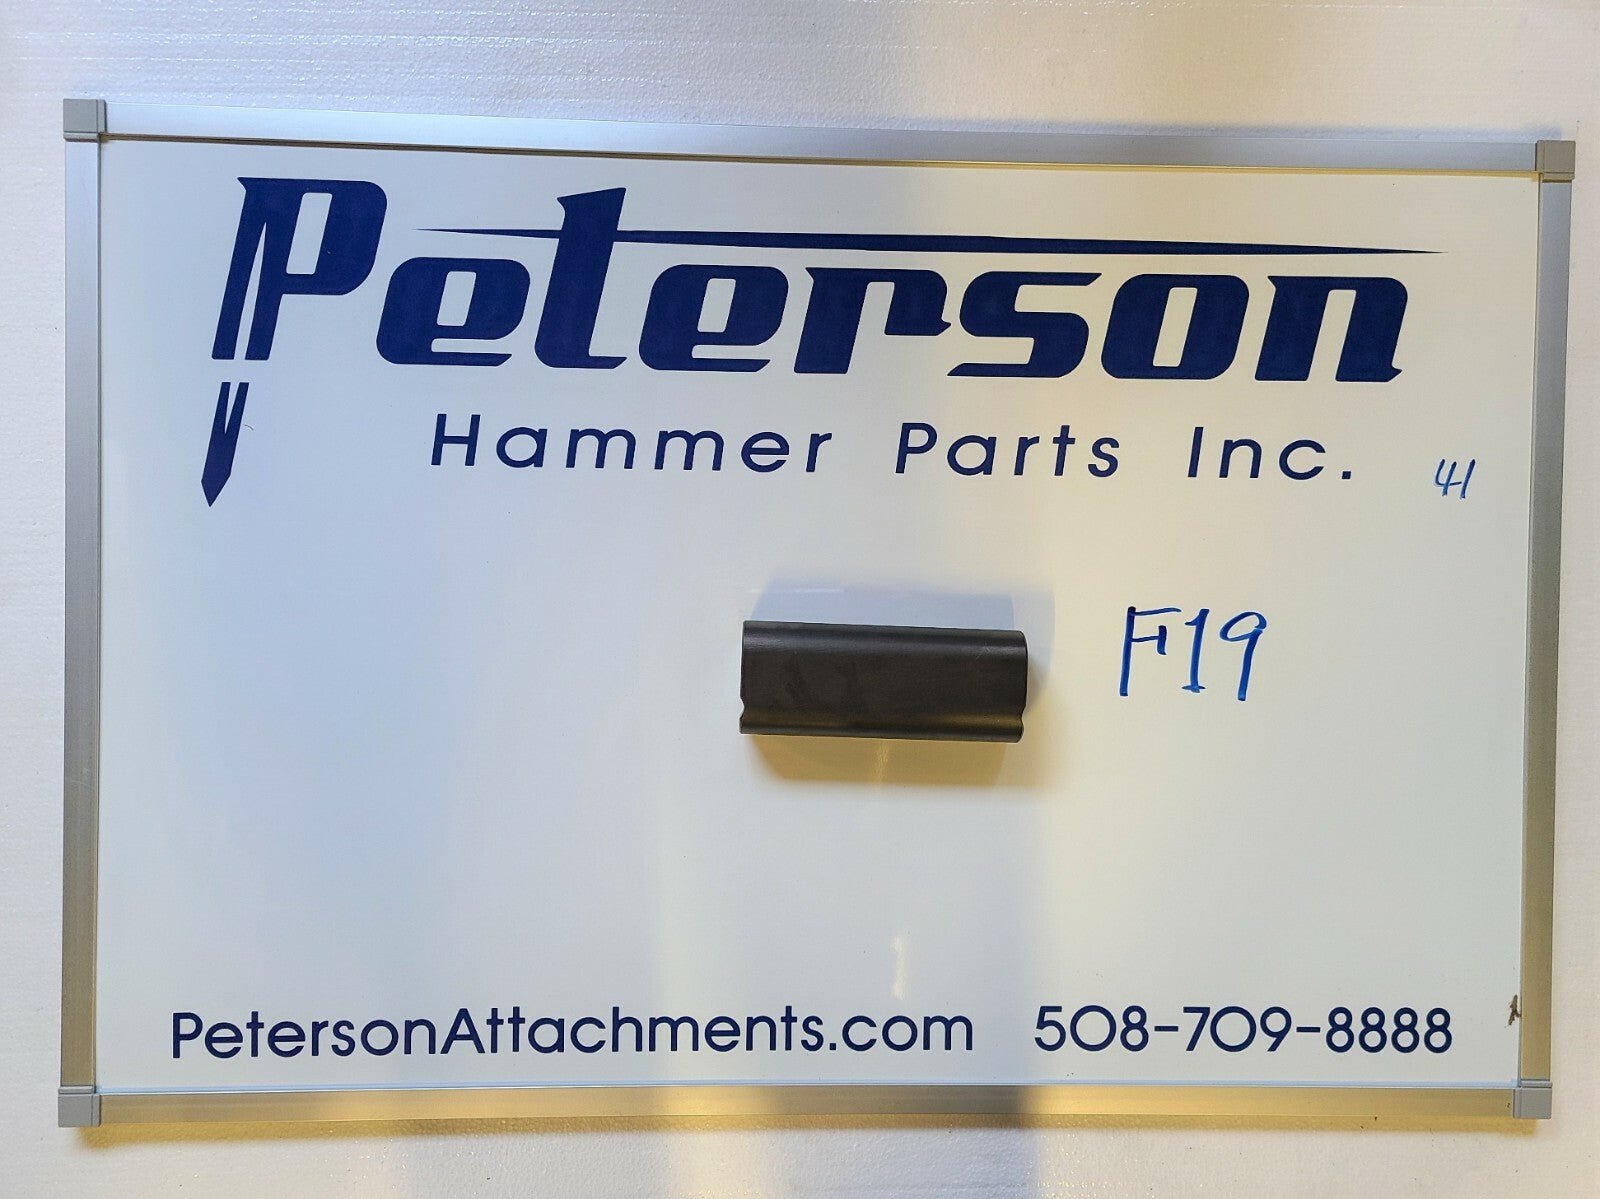 Peterson
Hammer Parts Inc.
41
F19
PetersonAttachments.com 508-709-8888